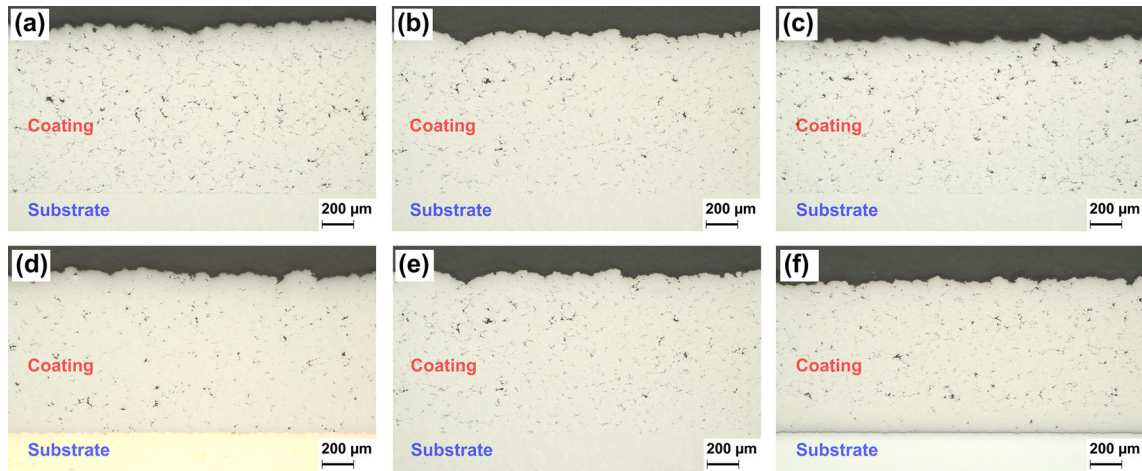 (a)
Coating
Substrate
200 µm
(b)
Coating
Substrate
200 µm
(c)
Coating
Substrate
200 µm
(d)
Coating
Substrate
200 µm
(e)
Coating
Substrate
200 µm
(f)
Coating
Substrate
200 µm